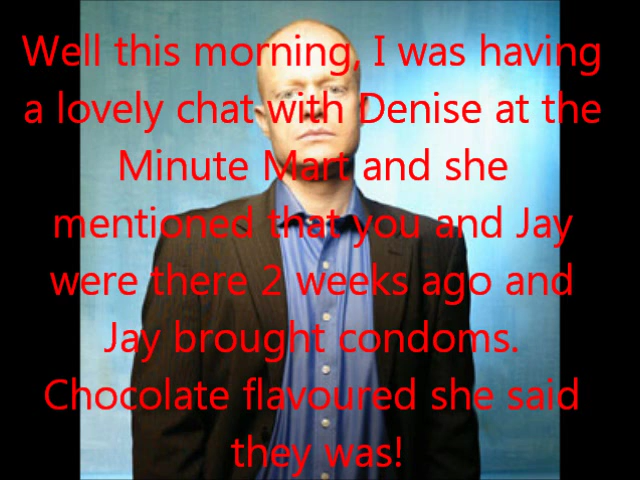 Well this morning, I was having
a lovely chat with Denise at the
Minute Mart and she
mentioned that you and Jay
were there 2 weeks ago and
Jay brought condoms.
Chocolate flavoured she said
they was!